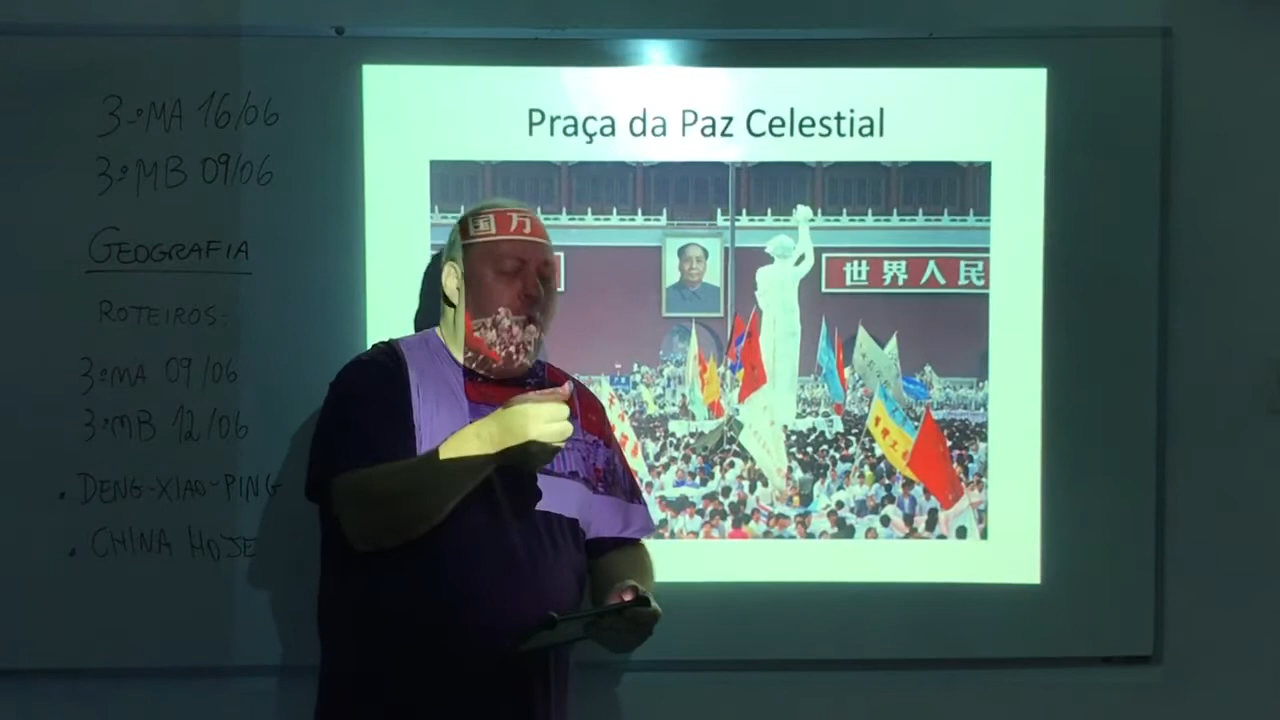 3ºMA 16/06
3ºMB 09/06
GEOGRAFIA
ROTEIROS:
3ºMA 09/06
3ºMB 12/06
. DENG-XIAO-PING
. CHINA HOJE
Praça da Paz Celestial
国万
世界人民